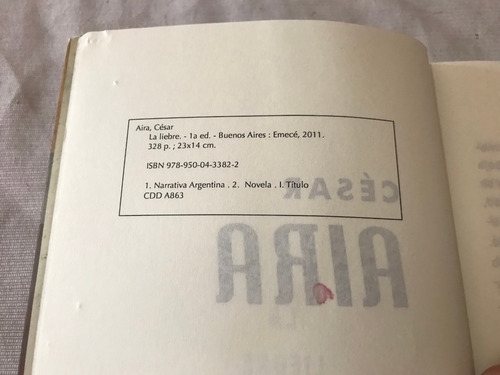 Aira, César
La liebre. - 1a ed. - Buenos Aires : Emecé, 2011.
328 p. ; 23x14 cm.
ISBN 978-950-04-3382-2
1. Narrativa Argentina . 2. Novela . I. Título
CDD A863
CÉSAR
AIRA